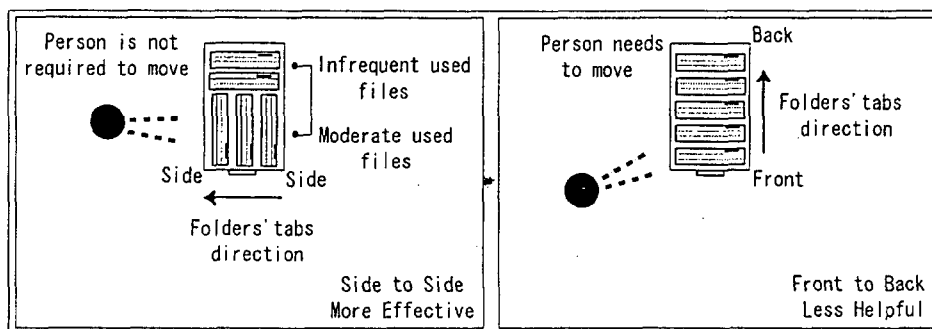 Person is not
required to move
Infrequent used
files
Moderate used
files
Side
Side
Folders' tabs
direction
Side to Side
More Effective
Person needs
to move
Back
Folders' tabs
direction
Front
Front to Back
Less Helpful